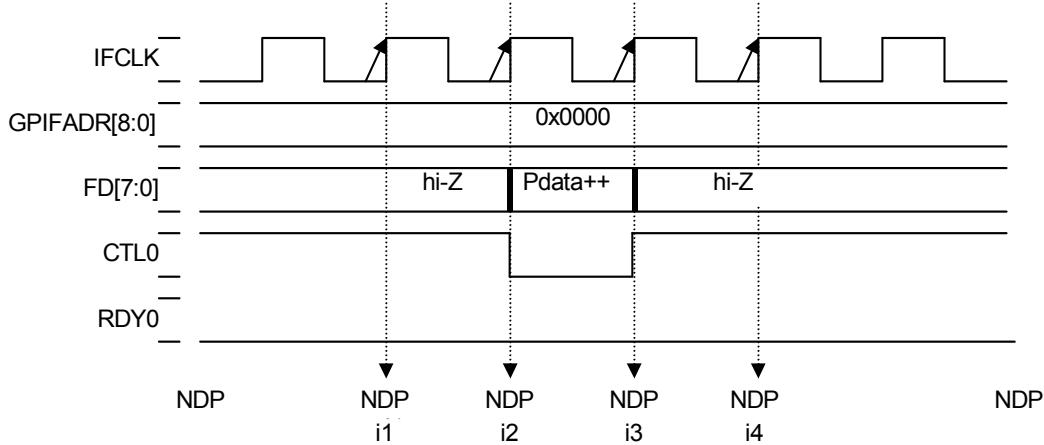 IFCLK
GPIFADR[8:0]
0x0000
FD[7:0]
hi-Z Pdata++ hi-Z
CTL0
RDY0
NDP NDP NDP NDP NDP NDP
i1 i2 i3 i4